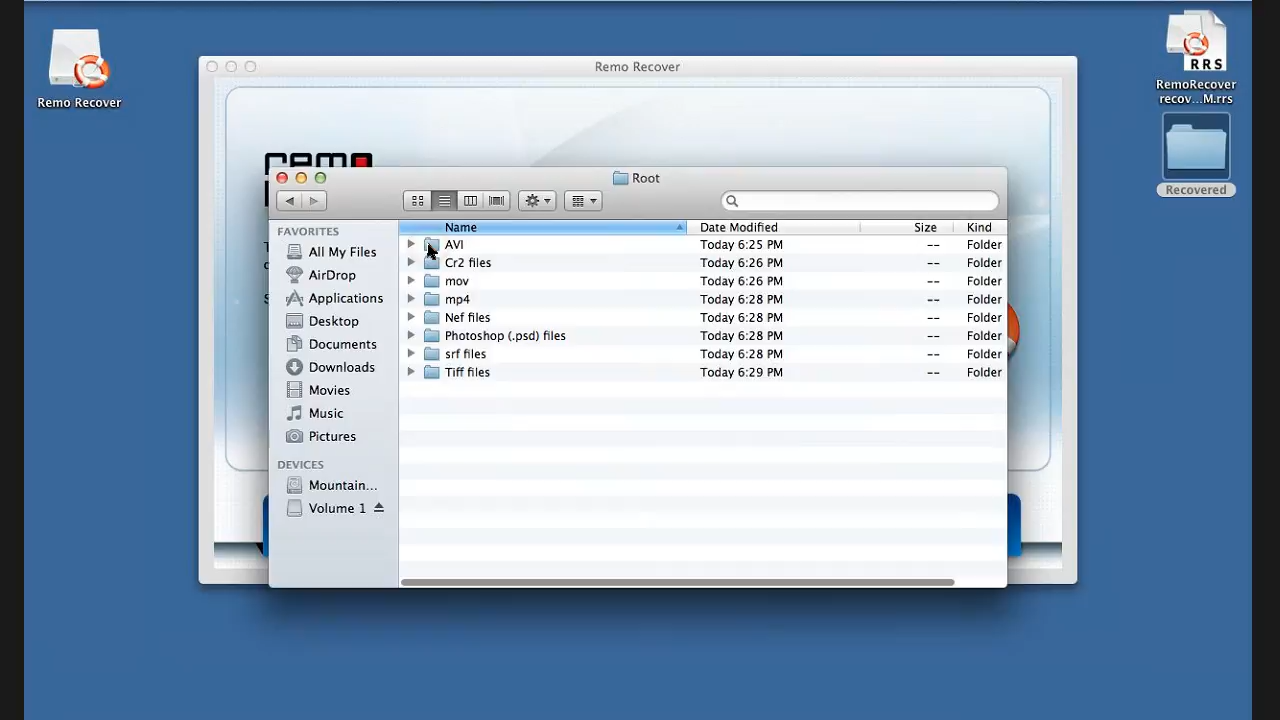 Remo Recover
RRS
RemoRecover
recov...M.rrs
Recovered
Remo Recover
remo
Root
Name
Date Modified
Size
Kind
FAVORITES
All My Files
AirDrop
Applications
Desktop
Documents
Downloads
Movies
Music
Pictures
DEVICES
Mountain...
Volume 1
AVI Today 6:25 PM -- Folder
Cr2 files Today 6:26 PM -- Folder
mov Today 6:26 PM -- Folder
mp4 Today 6:28 PM -- Folder
Nef files Today 6:28 PM -- Folder
Photoshop (.psd) files Today 6:28 PM -- Folder
srf files Today 6:28 PM -- Folder
Tiff files Today 6:29 PM -- Folder